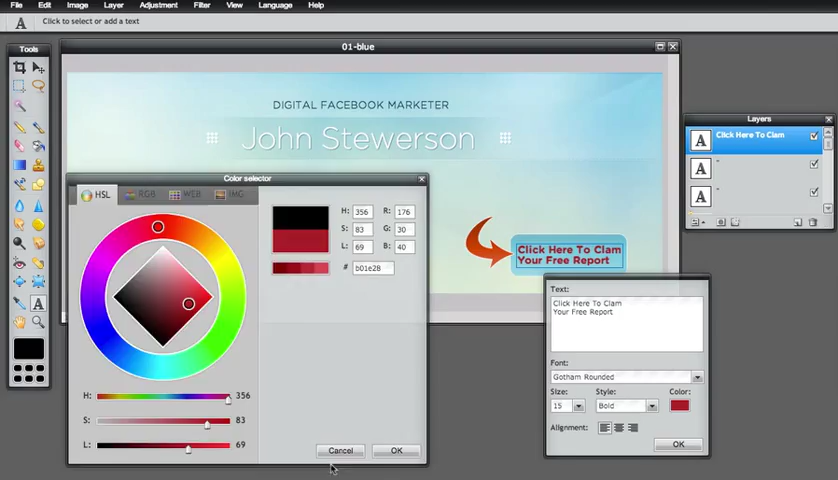 File Edit Image Layer Adjustment Filter View Language Help
A Click to select or add a text
Tools
01-blue
DIGITAL FACEBOOK MARKETER
John Stewerson
Click Here To Clam
Your Free Report
Layers
A Click Here To Clam
A "
A "
Color selector
HSL RGB WEB IMG
H: 356 R: 176
S: 83 G: 30
L: 69 B: 40
# b01e28
H: 356
S: 83
L: 69
Cancel OK
Text:
Click Here To Clam
Your Free Report
Font:
Gotham Rounded
Size: Style: Color:
15 Bold
Alignment:
OK
A